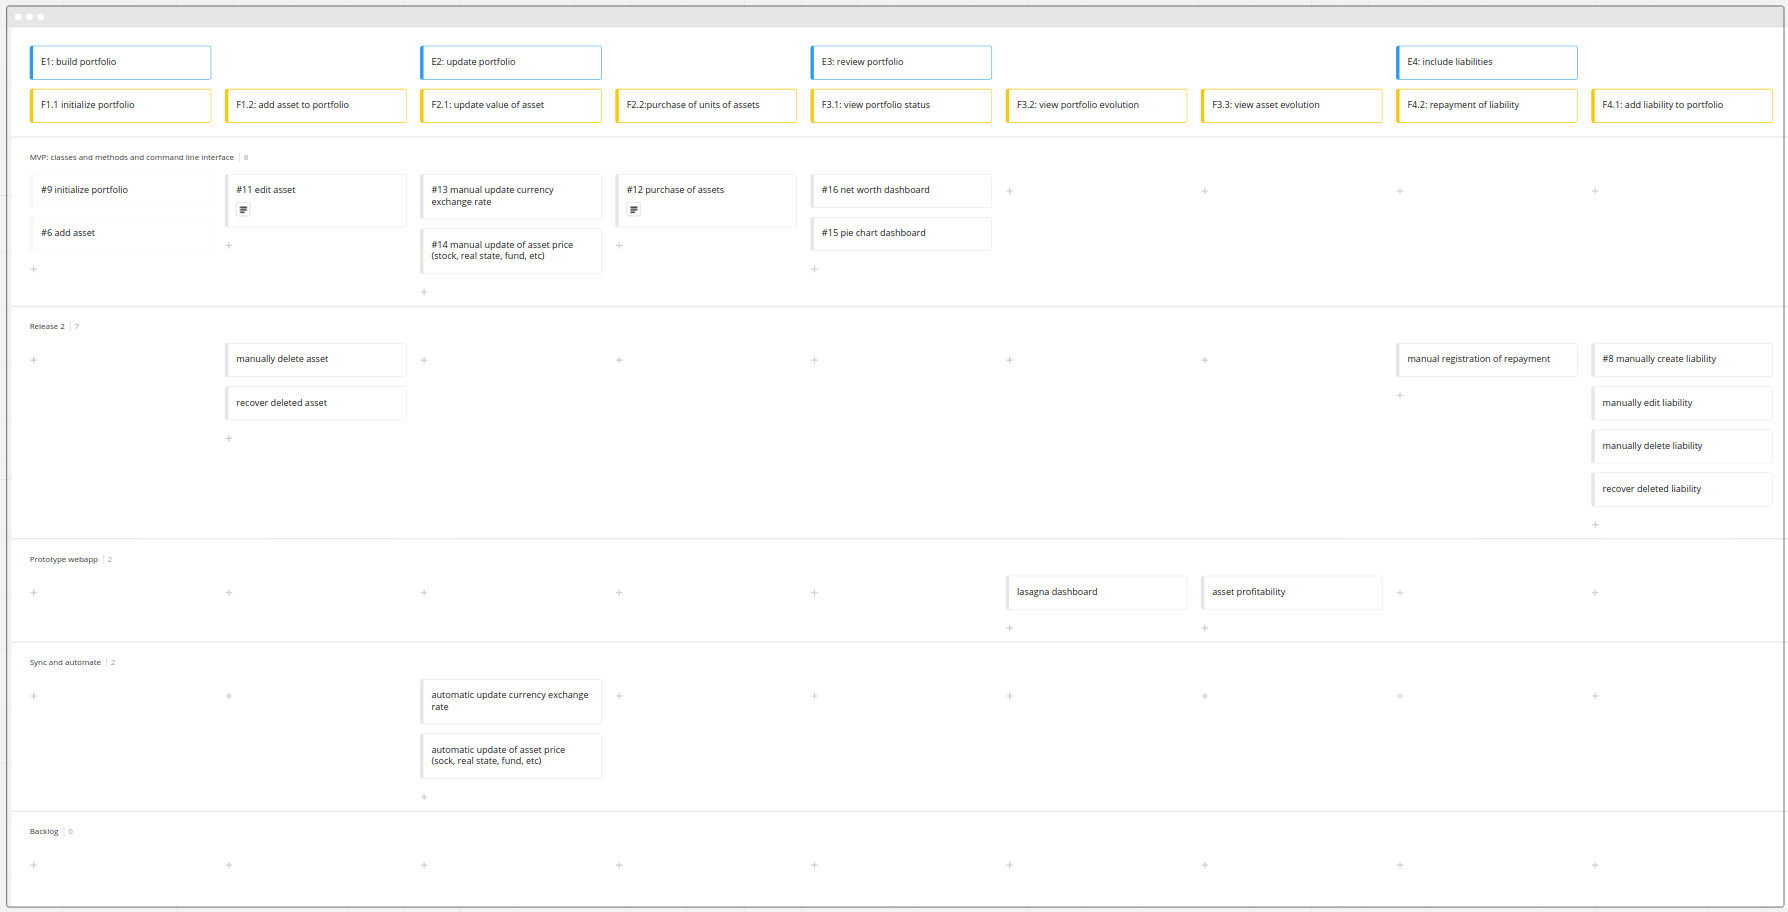 E1: build portfolio
E2: update portfolio
E3: review portfolio
E4: include liabilities
F1.1 initialize portfolio
F1.2: add asset to portfolio
F2.1: update value of asset
F2.2:purchase of units of assets
F3.1: view portfolio status
F3.2: view portfolio evolution
F3.3: view asset evolution
F4.2: repayment of liability
F4.1: add liability to portfolio
MVP: classes and methods and command line interface | 8
#9 initialize portfolio
#6 add asset
#11 edit asset
#13 manual update currency
exchange rate
#14 manual update of asset price
(stock, real state, fund, etc)
#12 purchase of assets
#16 net worth dashboard
#15 pie chart dashboard
Release 2 | 7
manually delete asset
recover deleted asset
manual registration of repayment
#8 manually create liability
manually edit liability
manually delete liability
recover deleted liability
Prototype webapp | 2
lasagna dashboard
asset profitability
Sync and automate | 2
automatic update currency exchange
rate
automatic update of asset price
(sock, real state, fund, etc)
Backlog | 0